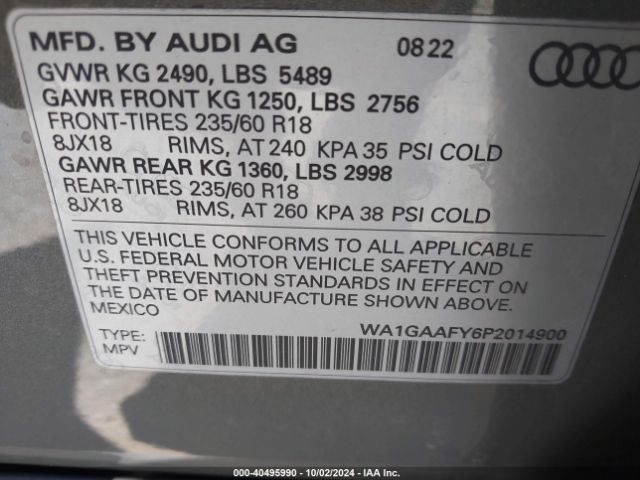 MFD. BY AUDI AG 08 22
GVWR KG 2490, LBS 5489
GAWR FRONT KG 1250, LBS 2756
FRONT-TIRES 235/60 R18
8JX18 RIMS, AT 240 KPA 35 PSI COLD
GAWR REAR KG 1360, LBS 2998
REAR-TIRES 235/60 R18
8JX18 RIMS, AT 260 KPA 38 PSI COLD
THIS VEHICLE CONFORMS TO ALL APPLICABLE
U.S. FEDERAL MOTOR VEHICLE SAFETY AND
THEFT PREVENTION STANDARDS IN EFFECT ON
THE DATE OF MANUFACTURE SHOWN ABOVE.
MEXICO
WA1GAAFY6P2014900
TYPE:
MPV
000-40495990 - 10/02/2024 - IAAI.COM